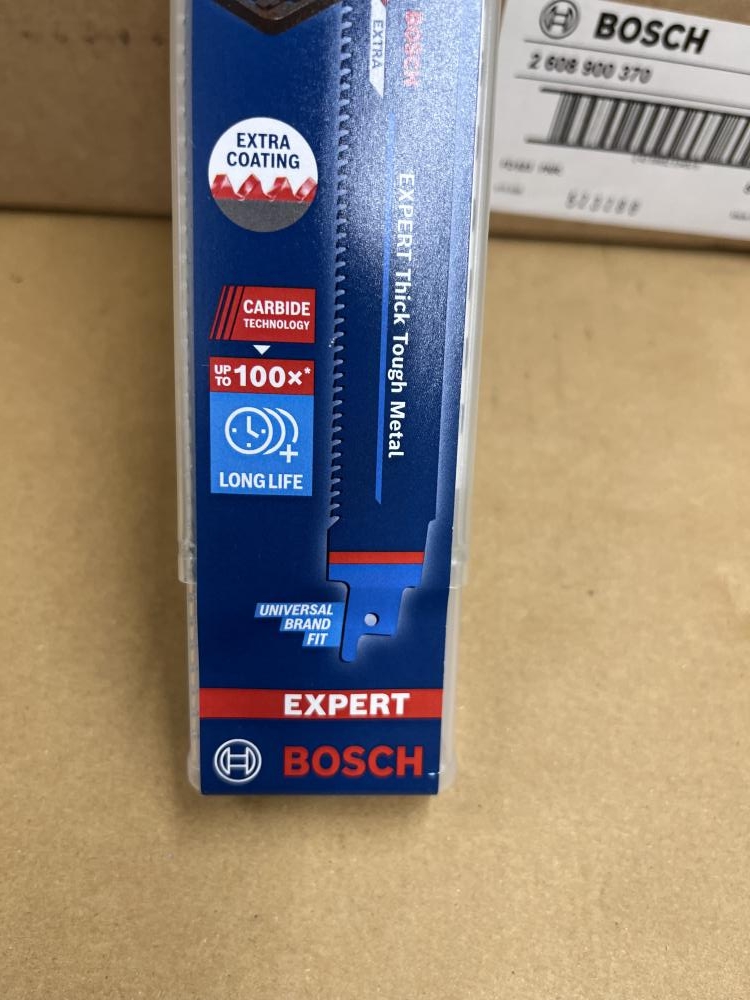 BOSCH
2 608 900 370
BOSCH
EXTRA
EXTRA
COATING
EXPERT Thick Tough Metal
CARBIDE
TECHNOLOGY
UP
TO 100×*
LONG LIFE
UNIVERSAL
BRAND
FIT
EXPERT
BOSCH